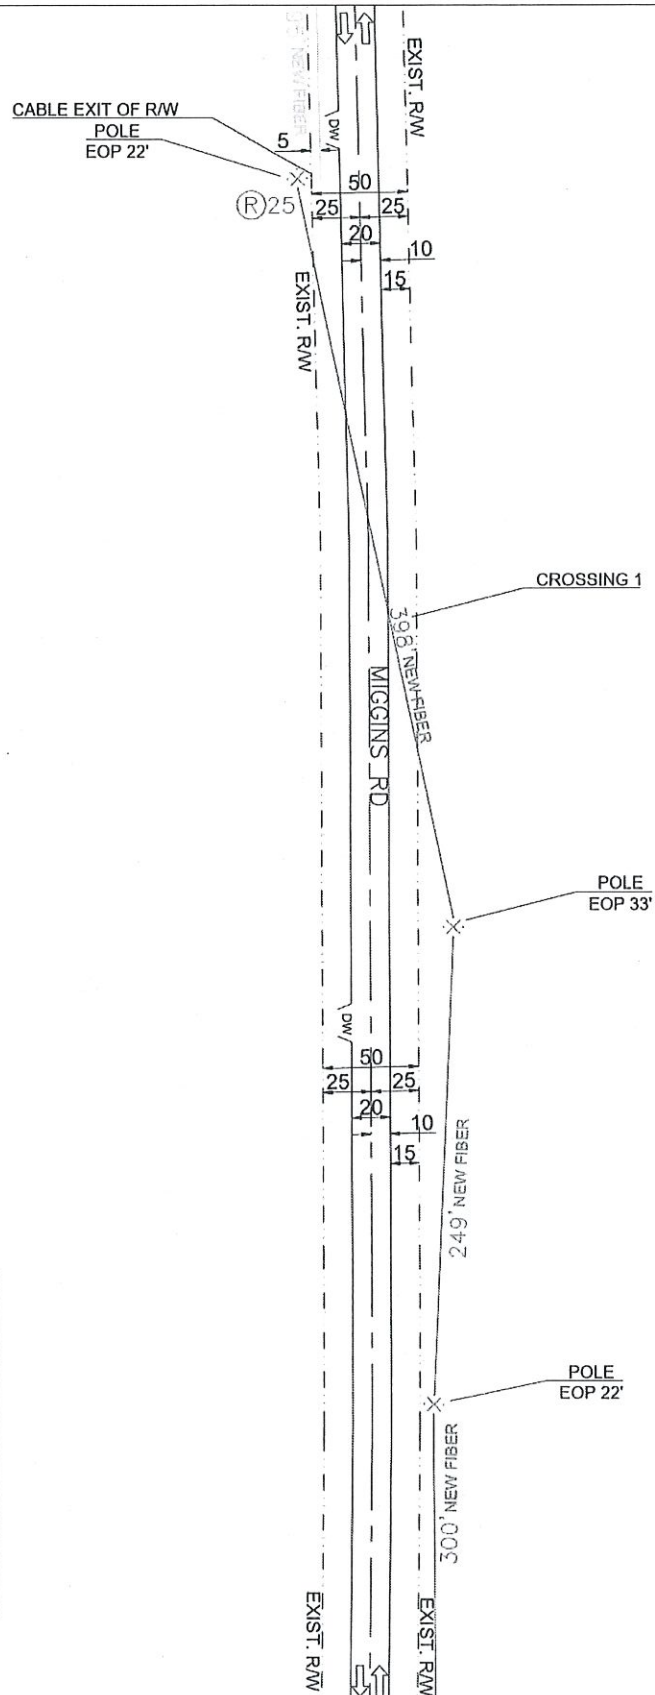 EXIST. R/W
NEW FIBER
CABLE EXIT OF R/W
POLE
EOP 22'
DW
5
50
R 25
25
25
20
10
15
EXIST. R/W
CROSSING 1
398' NEW FIBER
MIGGINS RD
POLE
EOP 33'
DW
50
25
25
20
10
15
249' NEW FIBER
POLE
EOP 22'
300' NEW FIBER
EXIST. R/W
EXIST. R/W